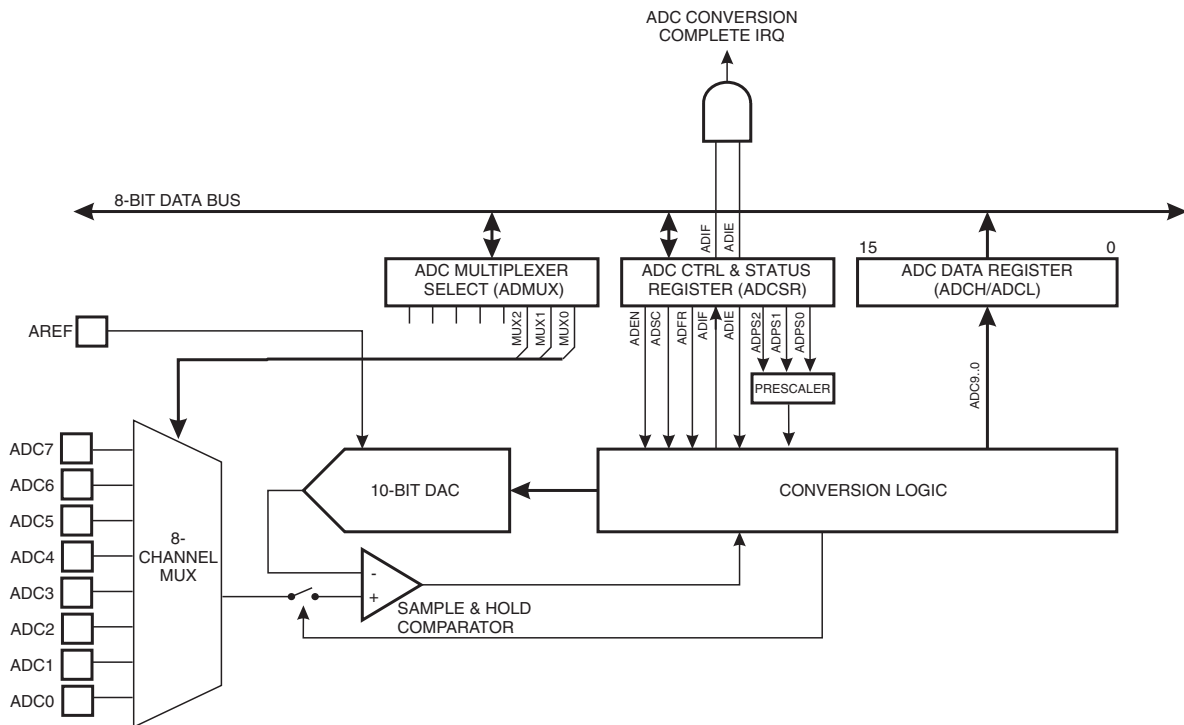 ADC CONVERSION
COMPLETE IRQ
8-BIT DATA BUS
ADIF
ADIE
15
0
ADC MULTIPLEXER
SELECT (ADMUX)
ADC CTRL & STATUS
REGISTER (ADCSR)
ADC DATA REGISTER
(ADCH/ADCL)
AREF
MUX2
MUX1
MUX0
ADEN
ADSC
ADFR
ADIF
ADIE
ADPS2
ADPS1
ADPS0
PRESCALER
ADC9..0
ADC7
ADC6
ADC5
ADC4
ADC3
ADC2
ADC1
ADC0
8-
CHANNEL
MUX
10-BIT DAC
CONVERSION LOGIC
-
+
SAMPLE & HOLD
COMPARATOR